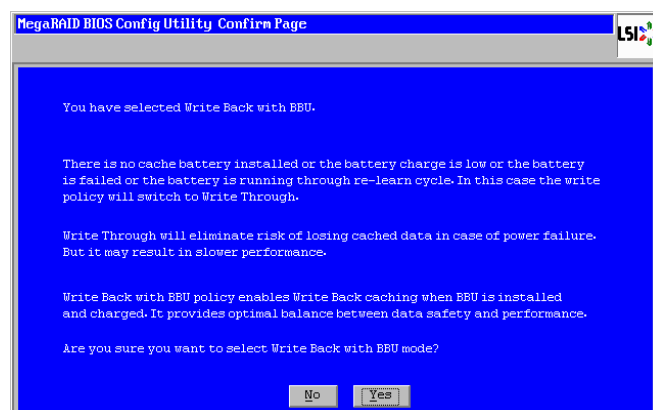 MegaRAID BIOS Config Utility Confirm Page
LSI
You have selected Write Back with BBU.
There is no cache battery installed or the battery charge is low or the battery
is failed or the battery is running through re-learn cycle. In this case the write
policy will switch to Write Through.
Write Through will eliminate risk of losing cached data in case of power failure.
But it may result in slower performance.
Write Back with BBU policy enables Write Back caching when BBU is installed
and charged. It provides optimal balance between data safety and performance.
Are you sure you want to select Write Back with BBU mode?
No Yes